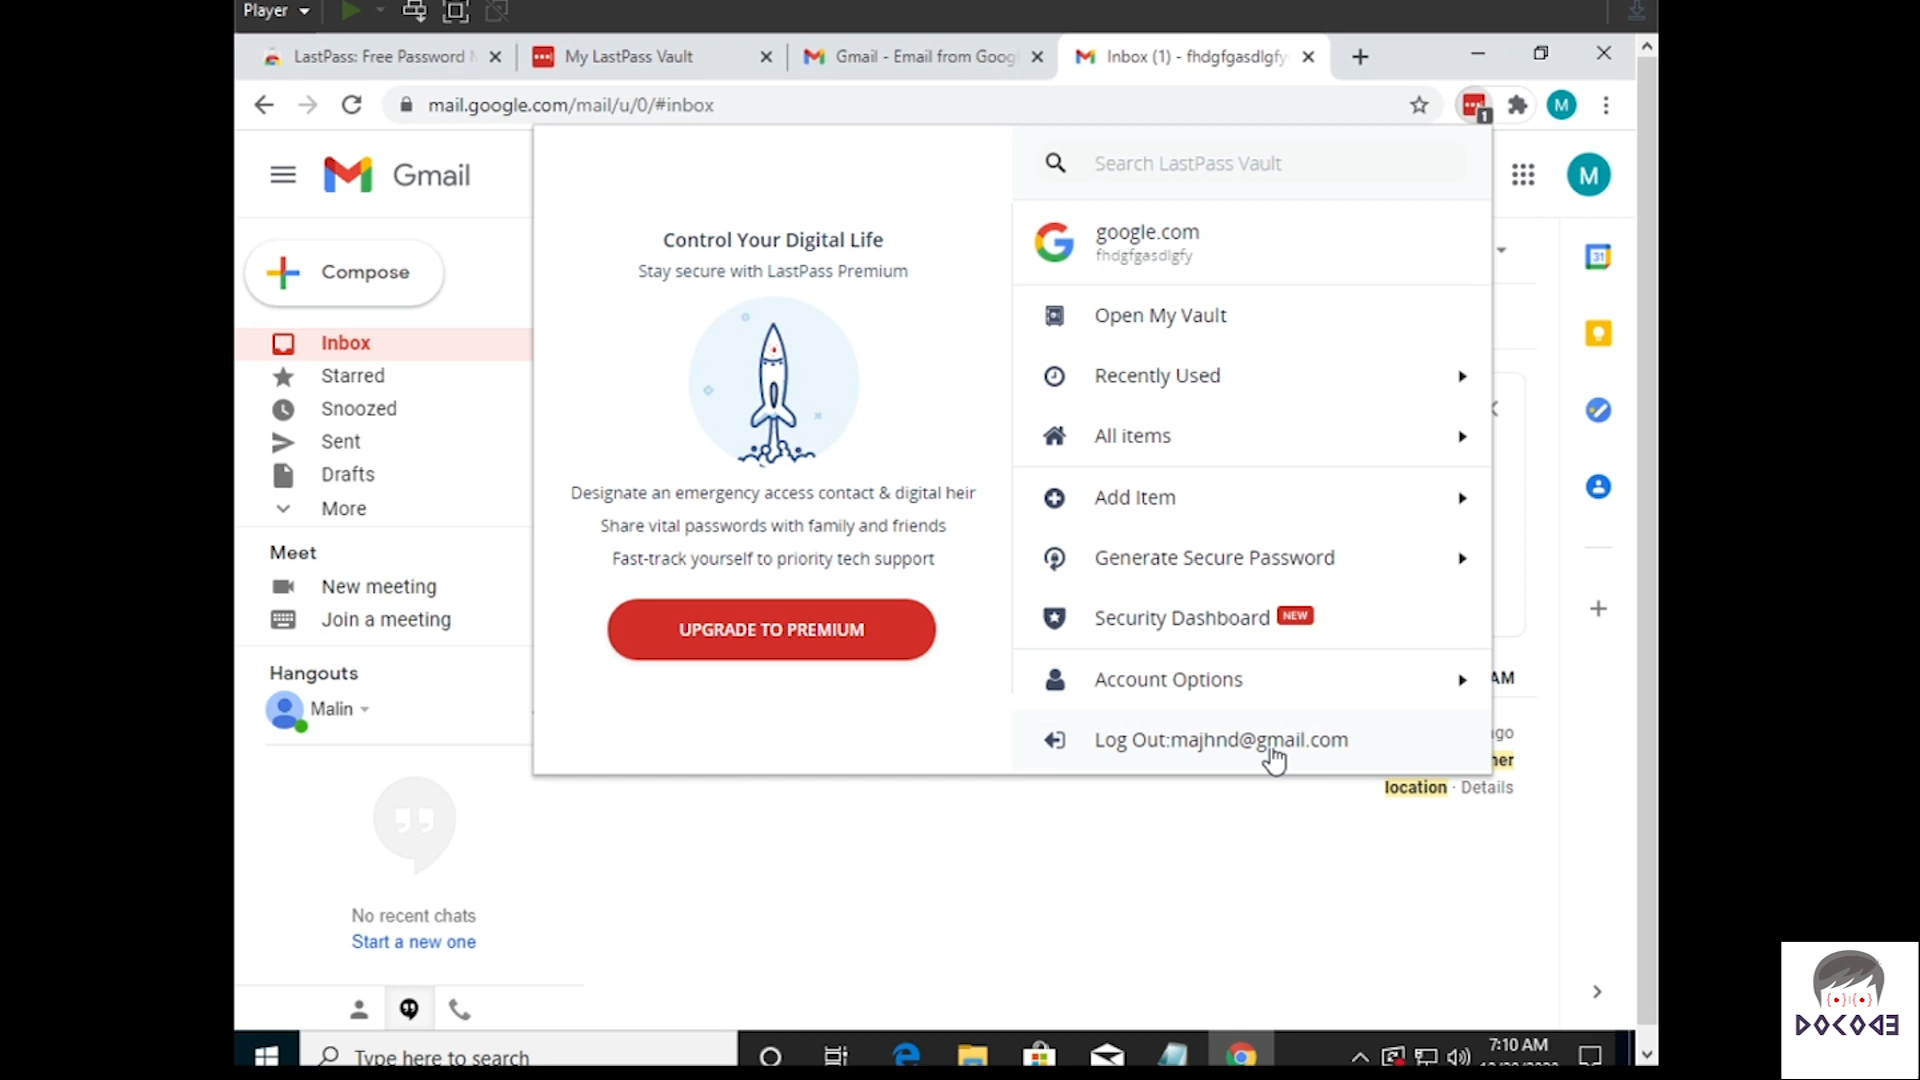 Player
LastPass: Free Password
My LastPass Vault
Gmail - Email from Goog
Inbox (1) - fhdgfgasdlgfy
mail.google.com/mail/u/0/#inbox
1
M
Gmail
M
Compose
31
Inbox
Starred
Snoozed
Sent
Drafts
More
Meet
New meeting
Join a meeting
Hangouts
Malin
No recent chats
Start a new one
Control Your Digital Life
Stay secure with LastPass Premium
Designate an emergency access contact & digital heir
Share vital passwords with family and friends
Fast-track yourself to priority tech support
UPGRADE TO PREMIUM
Search LastPass Vault
google.com
fhdgfgasdlgfy
Open My Vault
Recently Used
All items
Add Item
Generate Secure Password
Security Dashboard NEW
Account Options
Log Out:majhnd@gmail.com
AM
ago
location · Details
Type here to search
7:10 AM
DOCOD3